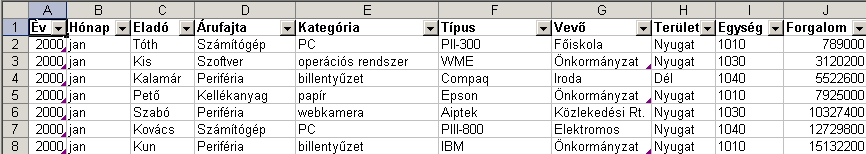 A B C D E F G H I J
1 Év Hónap Eladó Árufajta Kategória Típus Vevő Terület Egység Forgalom
2 2000 jan Tóth Számítógép PC PII-300 Főiskola Nyugat 1010 789000
3 2000 jan Kis Szoftver operációs rendszer WME Önkormányzat Nyugat 1030 3120200
4 2000 jan Kalamár Periféria billentyűzet Compaq Iroda Dél 1040 5522600
5 2000 jan Pető Kellékanyag papír Epson Önkormányzat Nyugat 1010 7925000
6 2000 jan Szabó Periféria webkamera Aiptek Közlekedési Rt. Nyugat 1030 10327400
7 2000 jan Kovács Számítógép PC PIII-800 Elektromos Nyugat 1040 12729800
8 2000 jan Kun Periféria billentyűzet IBM Önkormányzat Nyugat 1010 15132200